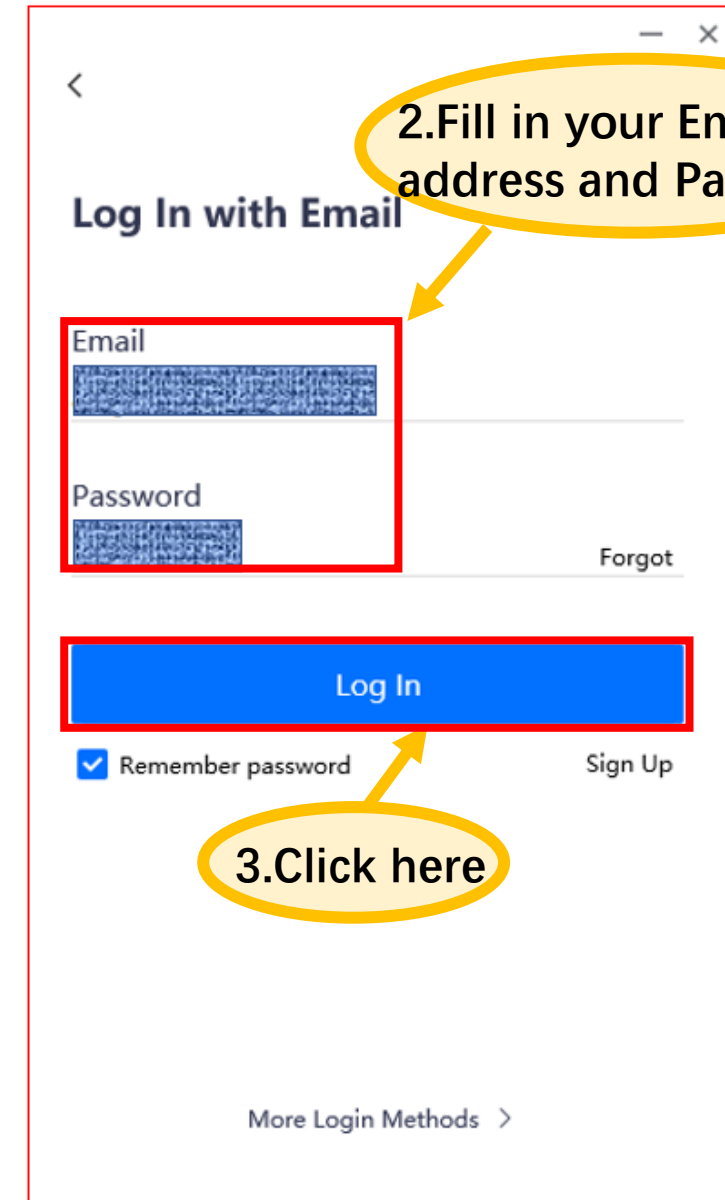 2.Fill in your Em
address and Pa
Log In with Email
Email
Password
Forgot
Log In
Remember password
Sign Up
3.Click here
More Login Methods